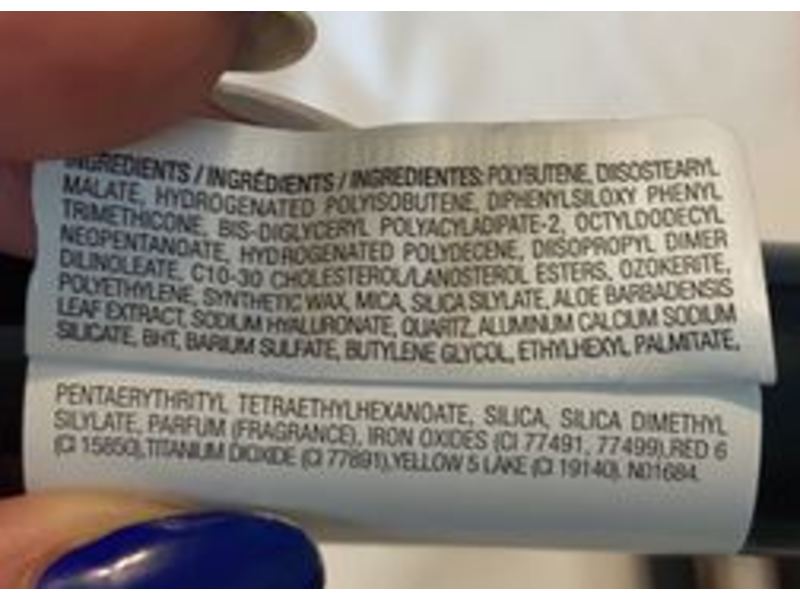 INGREDIENTS / INGRÉDIENTS / INGREDIENTES: POLYBUTENE, DIISOSTEARYL
MALATE, HYDROGENATED POLYISOBUTENE, DIPHENYLSILOXY PHENYL
TRIMETHICONE, BIS-DIGLYCERYL POLYACYLADIPATE-2, OCTYLDODECYL
NEOPENTANOATE, HYDROGENATED POLYDECENE, DIISOPROPYL DIMER
DILINOLEATE, C10-30 CHOLESTEROL/LANOSTEROL ESTERS, OZOKERITE,
POLYETHYLENE, SYNTHETIC WAX, MICA, SILICA SILYLATE, ALOE BARBADENSIS
LEAF EXTRACT, SODIUM HYALURONATE, QUARTZ, ALUMINUM CALCIUM SODIUM
SILICATE, BHT, BARIUM SULFATE, BUTYLENE GLYCOL, ETHYLHEXYL PALMITATE,
PENTAERYTHRITYL TETRAETHYLHEXANOATE, SILICA, SILICA DIMETHYL
SILYLATE, PARFUM (FRAGRANCE), IRON OXIDES (CI 77491, 77499), RED 6
(CI 15850), TITANIUM DIOXIDE (CI 77891), YELLOW 5 LAKE (CI 19140). N01684.